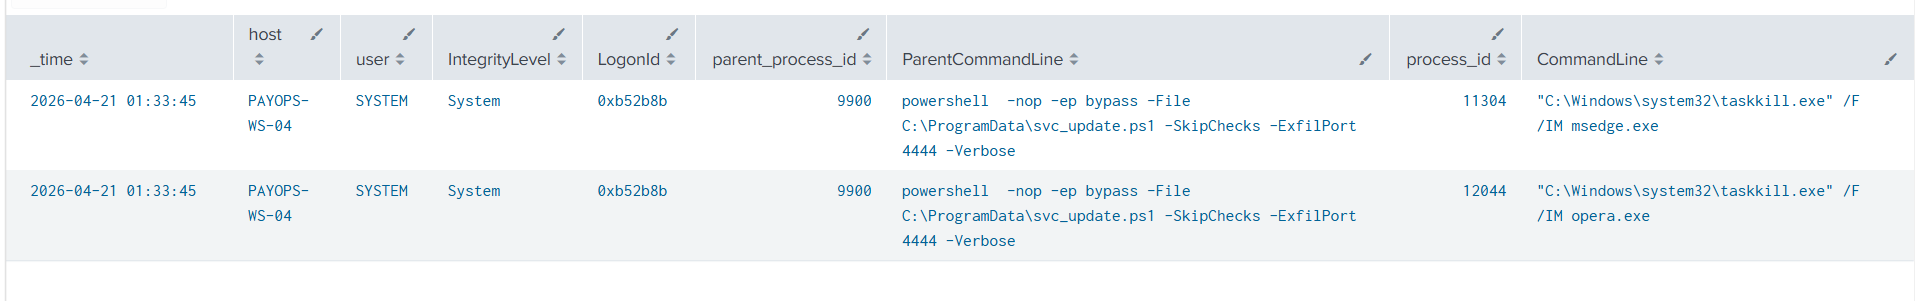 host
_time user IntegrityLevel LogonId parent_process_id ParentCommandLine process_id CommandLine
2026-04-21 01:33:45 PAYOPS- SYSTEM System 0xb52b8b 9900 powershell  -nop -ep bypass -File 11304 "C:\Windows\system32\taskkill.exe" /F
WS-04 C:\ProgramData\svc_update.ps1 -SkipChecks -ExfilPort /IM msedge.exe
4444 -Verbose
2026-04-21 01:33:45 PAYOPS- SYSTEM System 0xb52b8b 9900 powershell  -nop -ep bypass -File 12044 "C:\Windows\system32\taskkill.exe" /F
WS-04 C:\ProgramData\svc_update.ps1 -SkipChecks -ExfilPort /IM opera.exe
4444 -Verbose